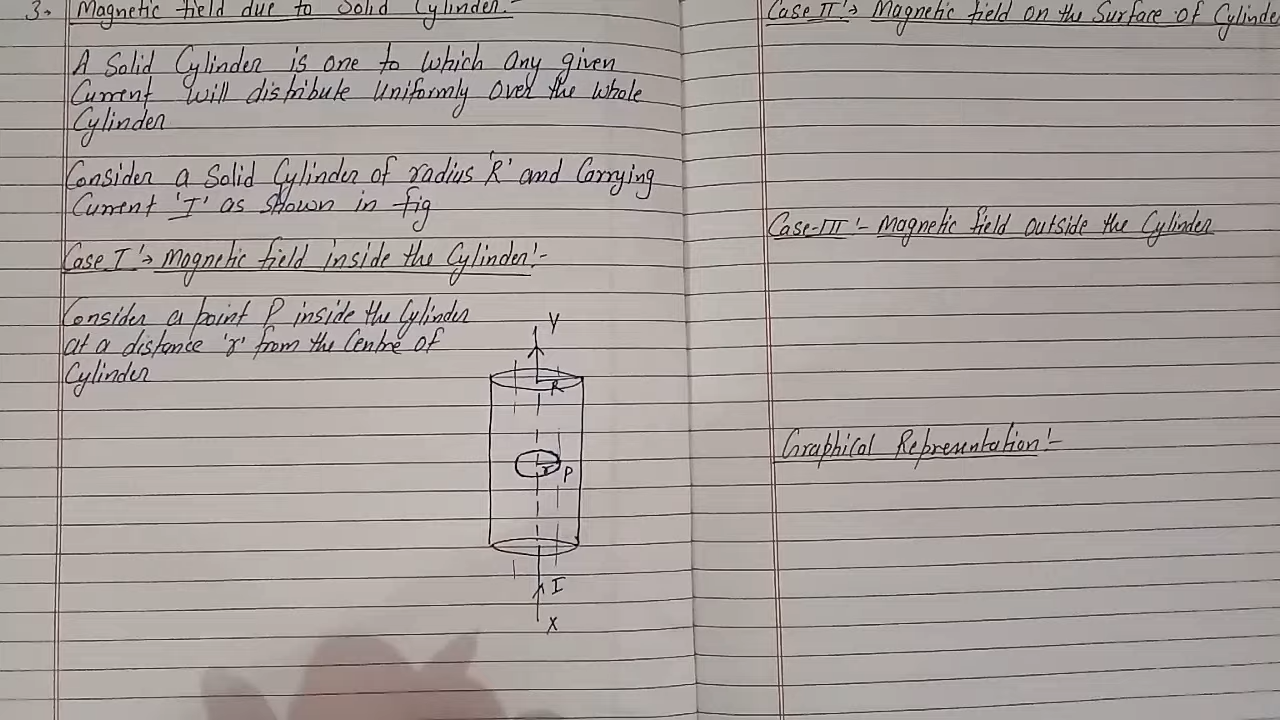 3. Magnetic field due to Solid Cylinder:-
A Solid Cylinder is one to which any given
Current will distribute Uniformly over the whole
Cylinder
Consider a Solid Cylinder of radius 'R' and Carrying
Current 'I' as shown in fig
Case I :→ Magnetic field inside the Cylinder:-
Consider a point P inside the Cylinder
at a distance 'r' from the Centre of
Cylinder
Y
R
r P
I
X
Case II :→ Magnetic field on the Surface of Cylinde
Case-III :- Magnetic field outside the Cylinder
Graphical Representation:-